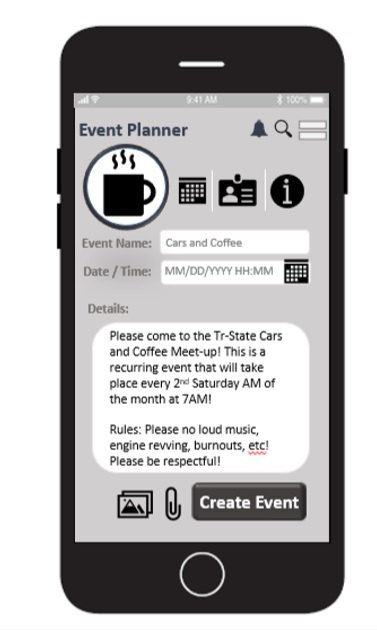 9:41 AM 100%
Event Planner
Event Name: Cars and Coffee
Date / Time: MM/DD/YYYY HH:MM
Details:
Please come to the Tr-State Cars
and Coffee Meet-up! This is a
recurring event that will take
place every 2nd Saturday AM of
the month at 7AM!
Rules: Please no loud music,
engine revving, burnouts, etc!
Please be respectful!
Create Event